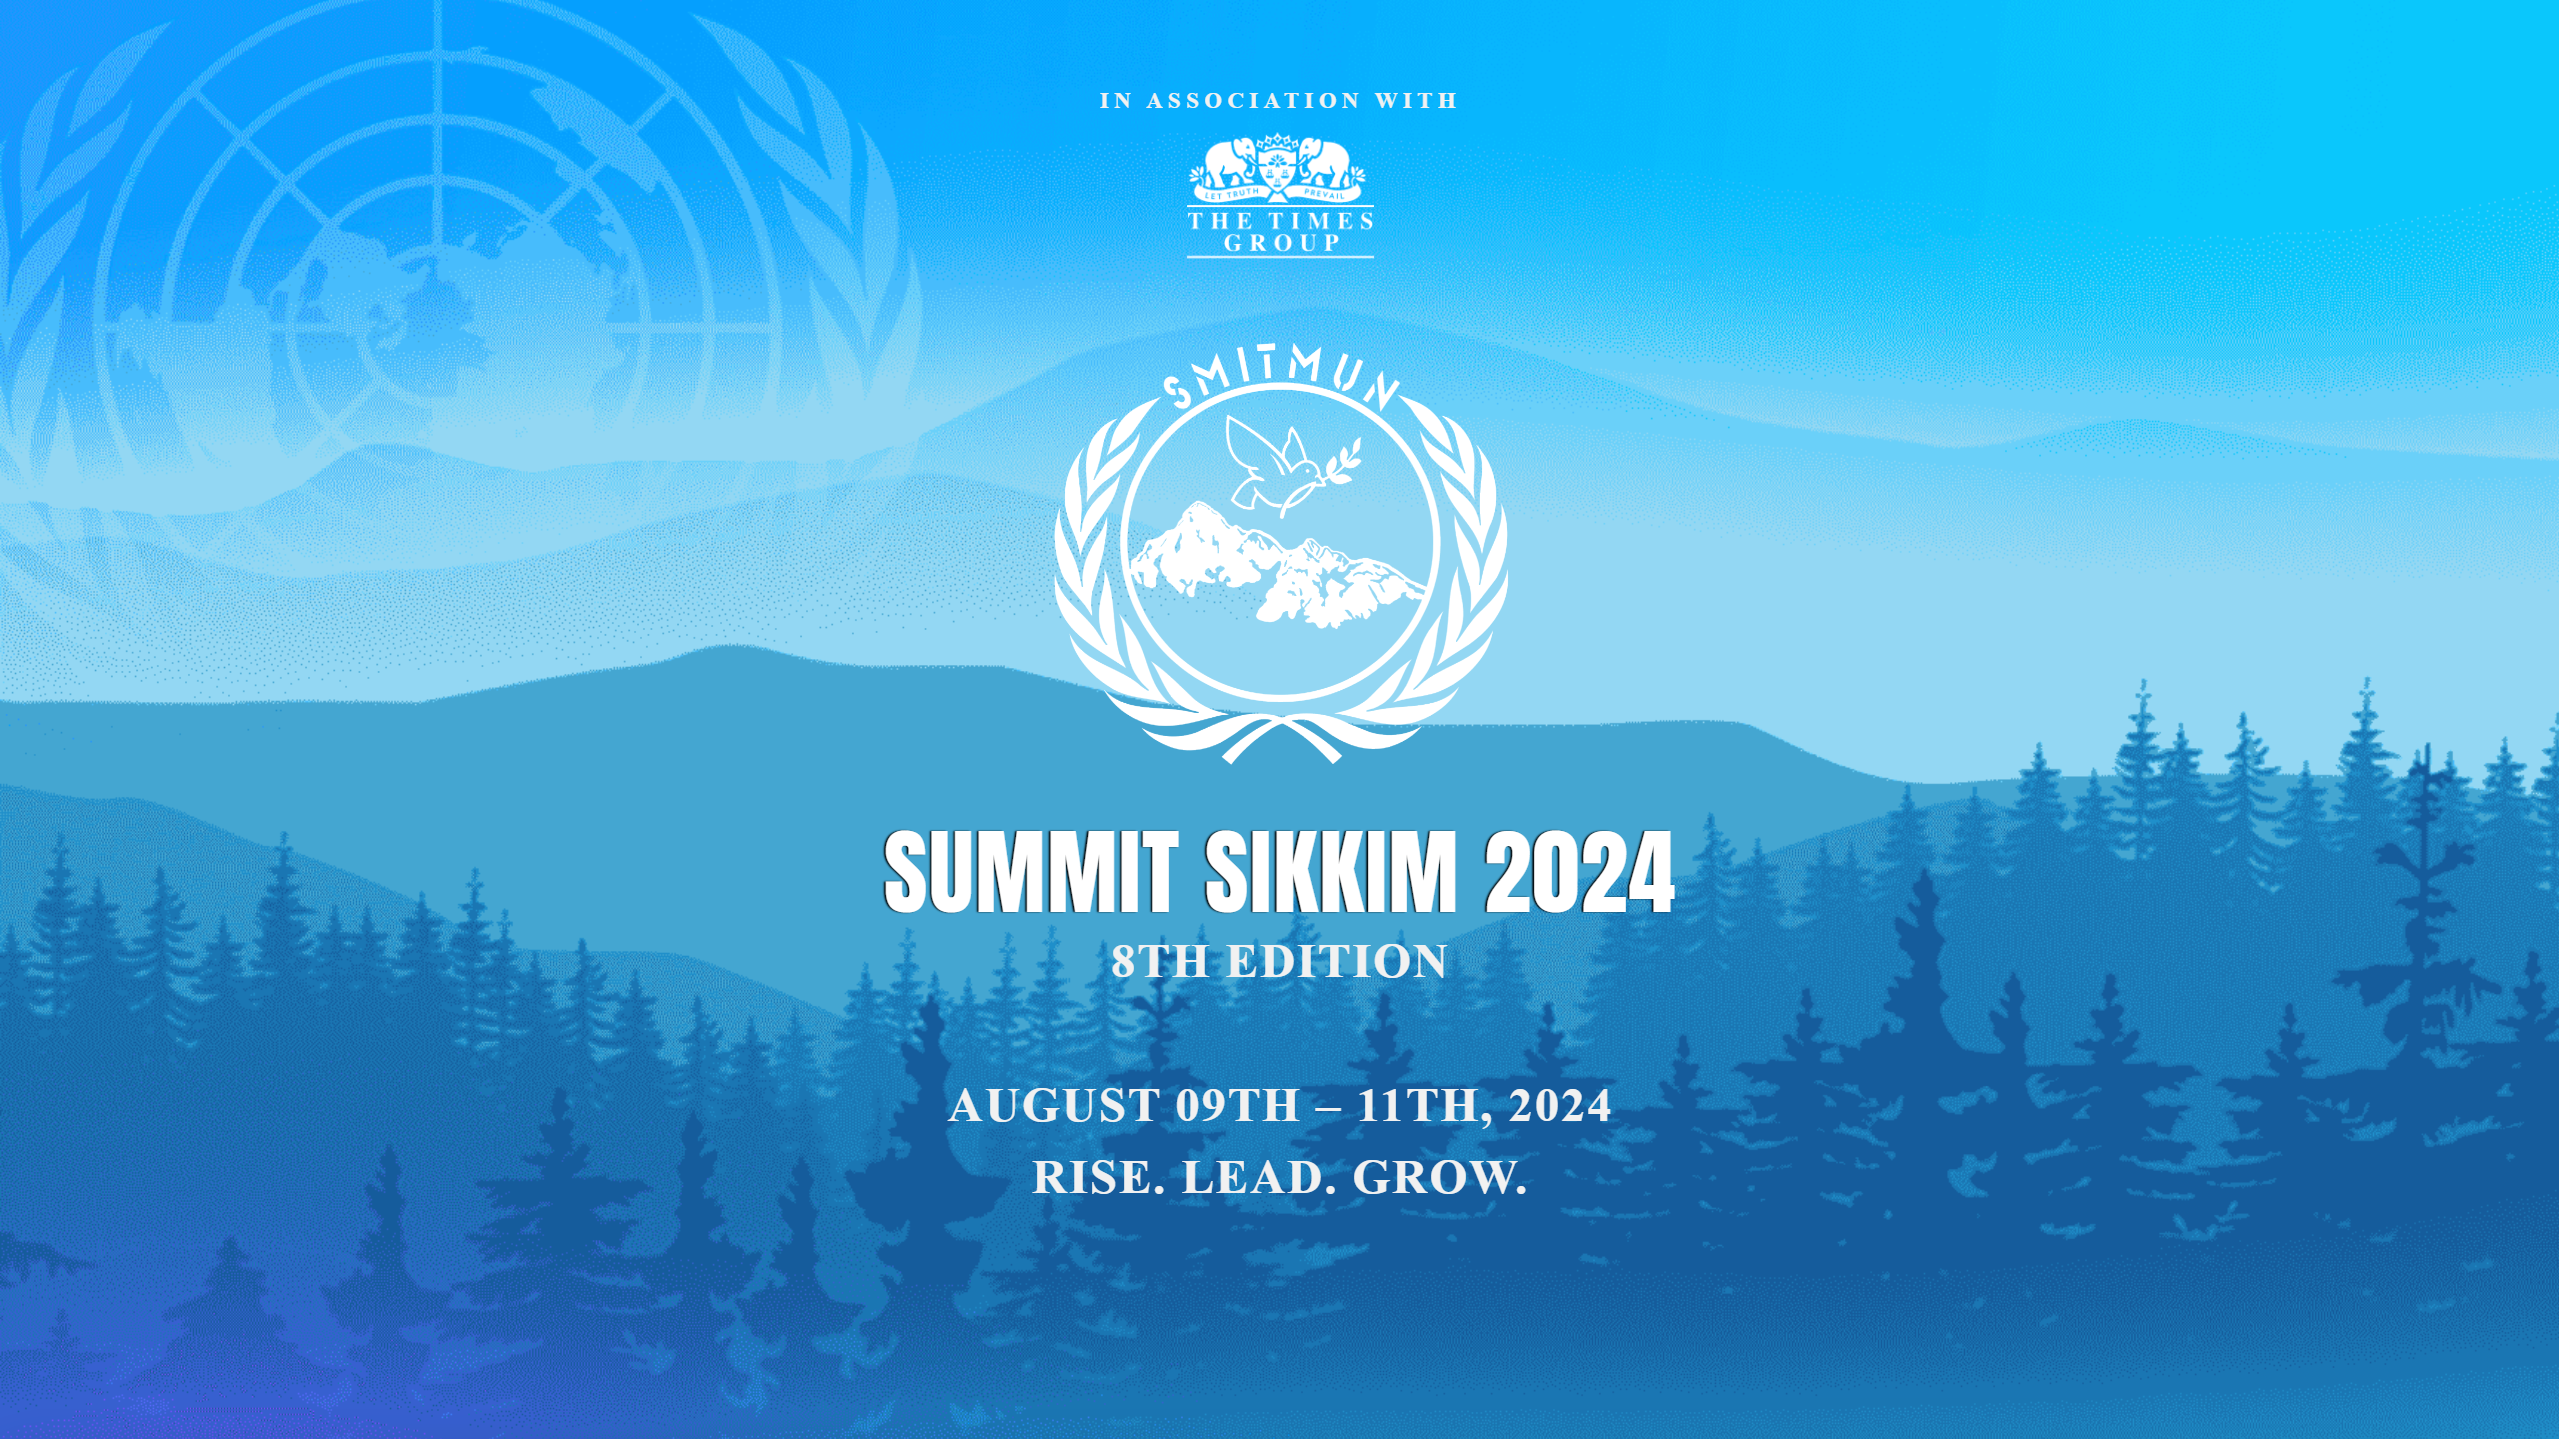 IN ASSOCIATION WITH
LET TRUTH PREVAIL
THE TIMES
GROUP
SMITMUN
SUMMIT SIKKIM 2024
8TH EDITION
AUGUST 09TH – 11TH, 2024
RISE. LEAD. GROW.